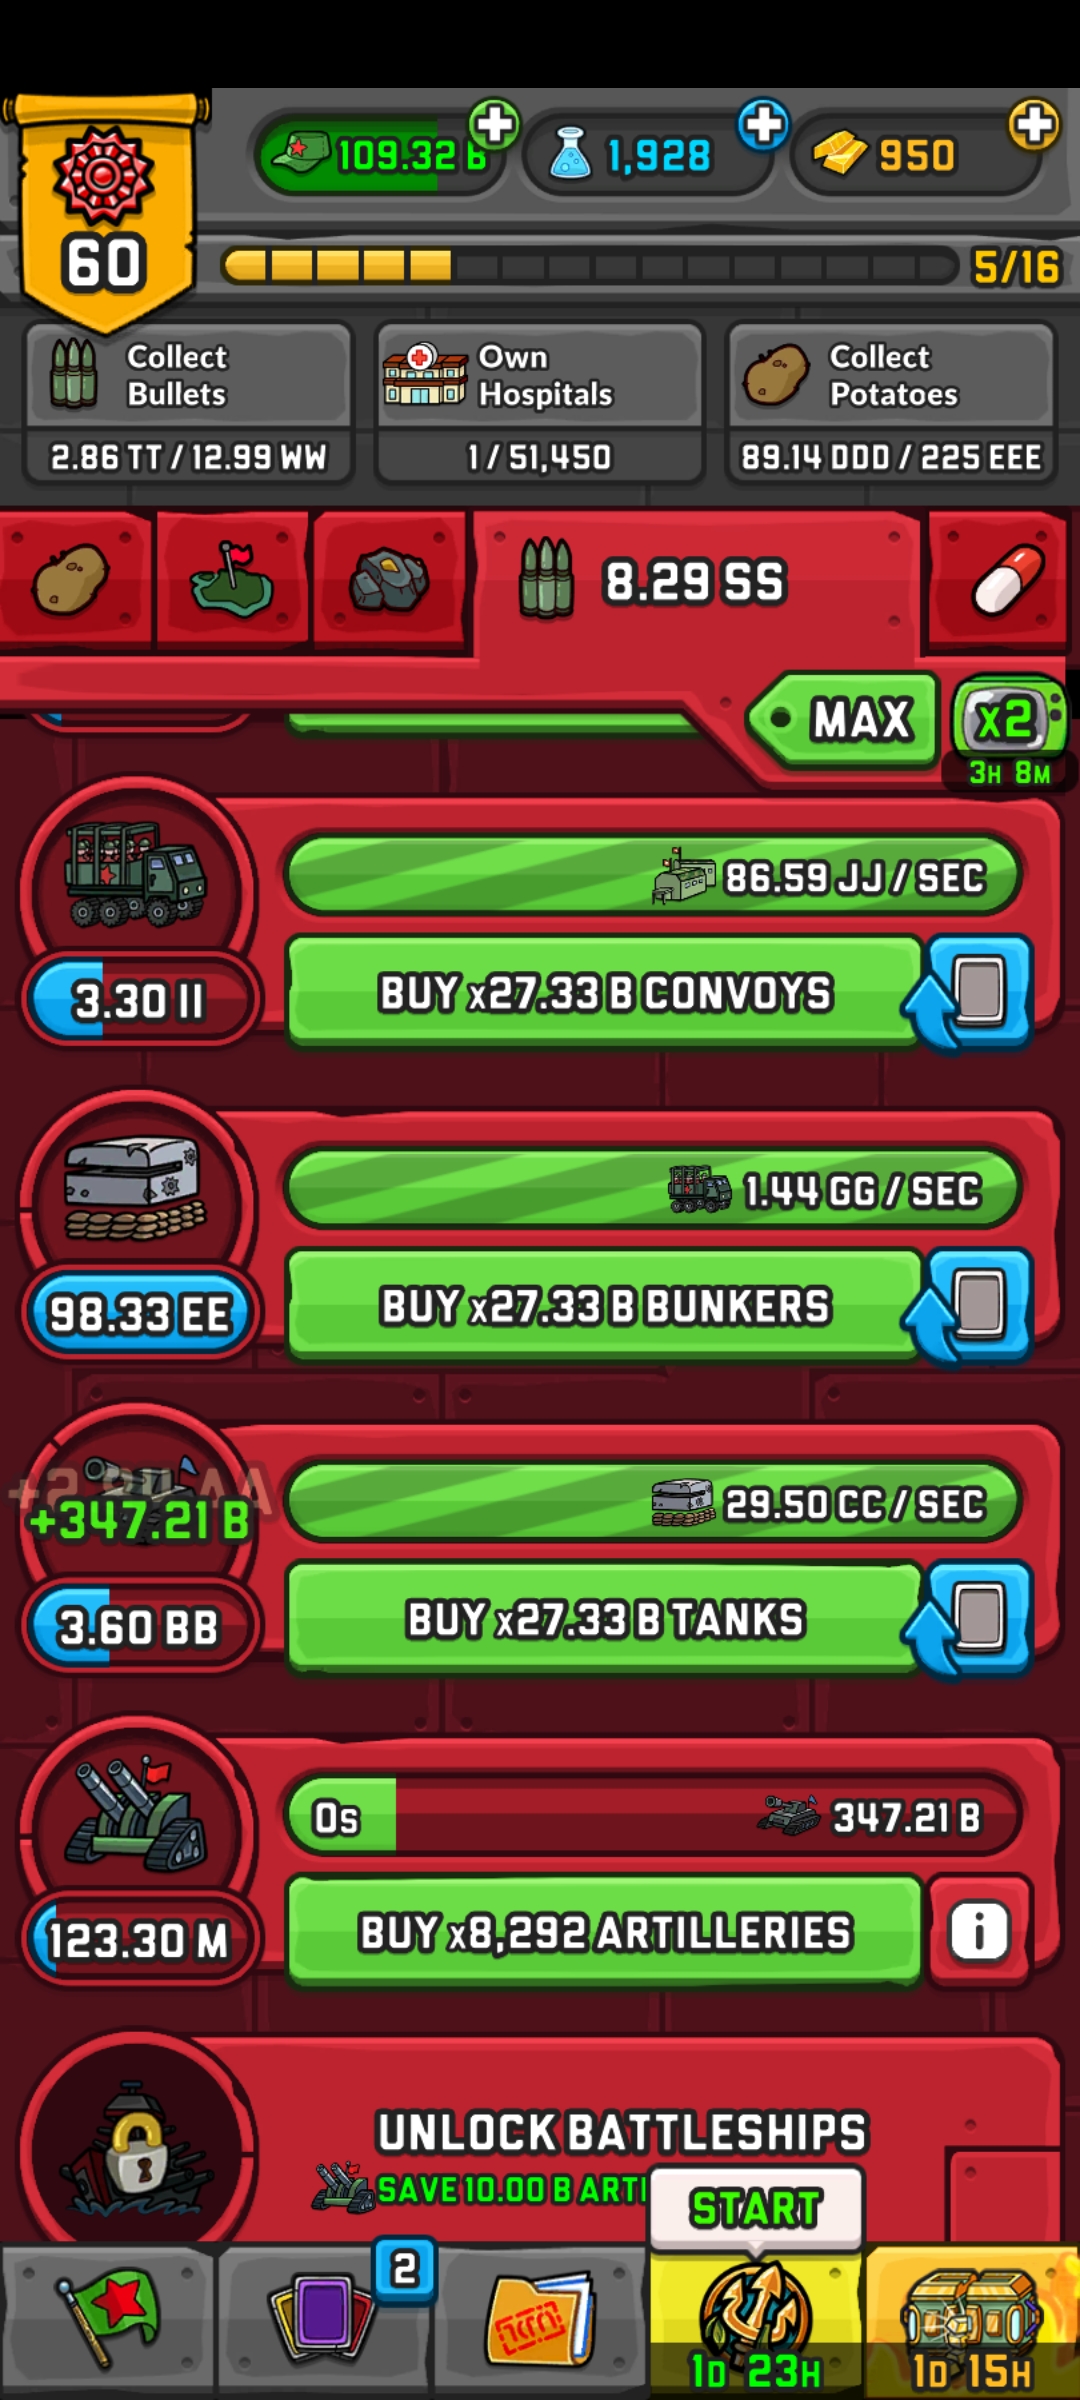 60
109.32 B
1,928
950
5/16
Collect
Bullets
2.86 TT / 12.99 WW
Own
Hospitals
1 / 51,450
Collect
Potatoes
89.14 DDD / 225 EEE
8.29 SS
MAX
x2
3H 8M
86.59 JJ / SEC
3.30 II
BUY x27.33 B CONVOYS
1.44 GG / SEC
98.33 EE
BUY x27.33 B BUNKERS
+347.21 B
29.50 CC / SEC
3.60 BB
BUY x27.33 B TANKS
0s
347.21 B
123.30 M
BUY x8,292 ARTILLERIES
i
UNLOCK BATTLESHIPS
SAVE 10.00 B ARTI
START
2
1D 23H
1D 15H